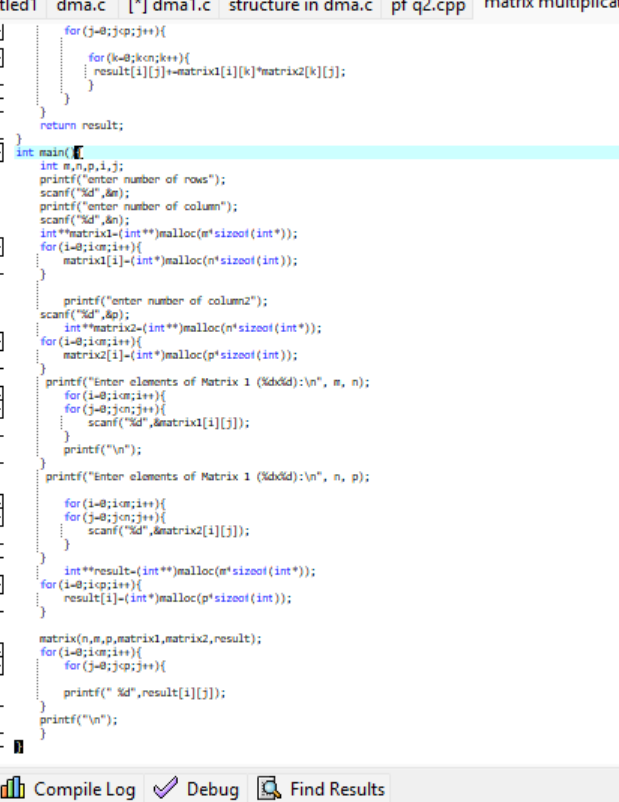 tled1 dma.c [*] dma1.c structure in dma.c pf q2.cpp matrix multiplicat
for(j=0;j<p;j++){
for(k=0;k<n;k++){
result[i][j]+=matrix1[i][k]*matrix2[k][j];
}
}
}
return result;
}
int main(){
int m,n,p,i,j;
printf("enter number of rows");
scanf("%d",&m);
printf("enter number of column");
scanf("%d",&n);
int**matrix1=(int**)malloc(m*sizeof(int*));
for(i=0;i<m;i++){
matrix1[i]=(int*)malloc(n*sizeof(int));
}
printf("enter number of column2");
scanf("%d",&p);
int**matrix2=(int**)malloc(n*sizeof(int*));
for(i=0;i<m;i++){
matrix2[i]=(int*)malloc(p*sizeof(int));
}
printf("Enter elements of Matrix 1 (%dx%d):\n", m, n);
for(i=0;i<m;i++){
for(j=0;j<n;j++){
scanf("%d",&matrix1[i][j]);
}
printf("\n");
}
printf("Enter elements of Matrix 1 (%dx%d):\n", n, p);
for(i=0;i<m;i++){
for(j=0;j<n;j++){
scanf("%d",&matrix2[i][j]);
}
}
int**result=(int**)malloc(m*sizeof(int*));
for(i=0;i<p;i++){
result[i]=(int*)malloc(p*sizeof(int));
}
matrix(n,m,p,matrix1,matrix2,result);
for(i=0;i<m;i++){
for(j=0;j<p;j++){
printf(" %d",result[i][j]);
}
printf("\n");
}
}
Compile Log Debug Find Results